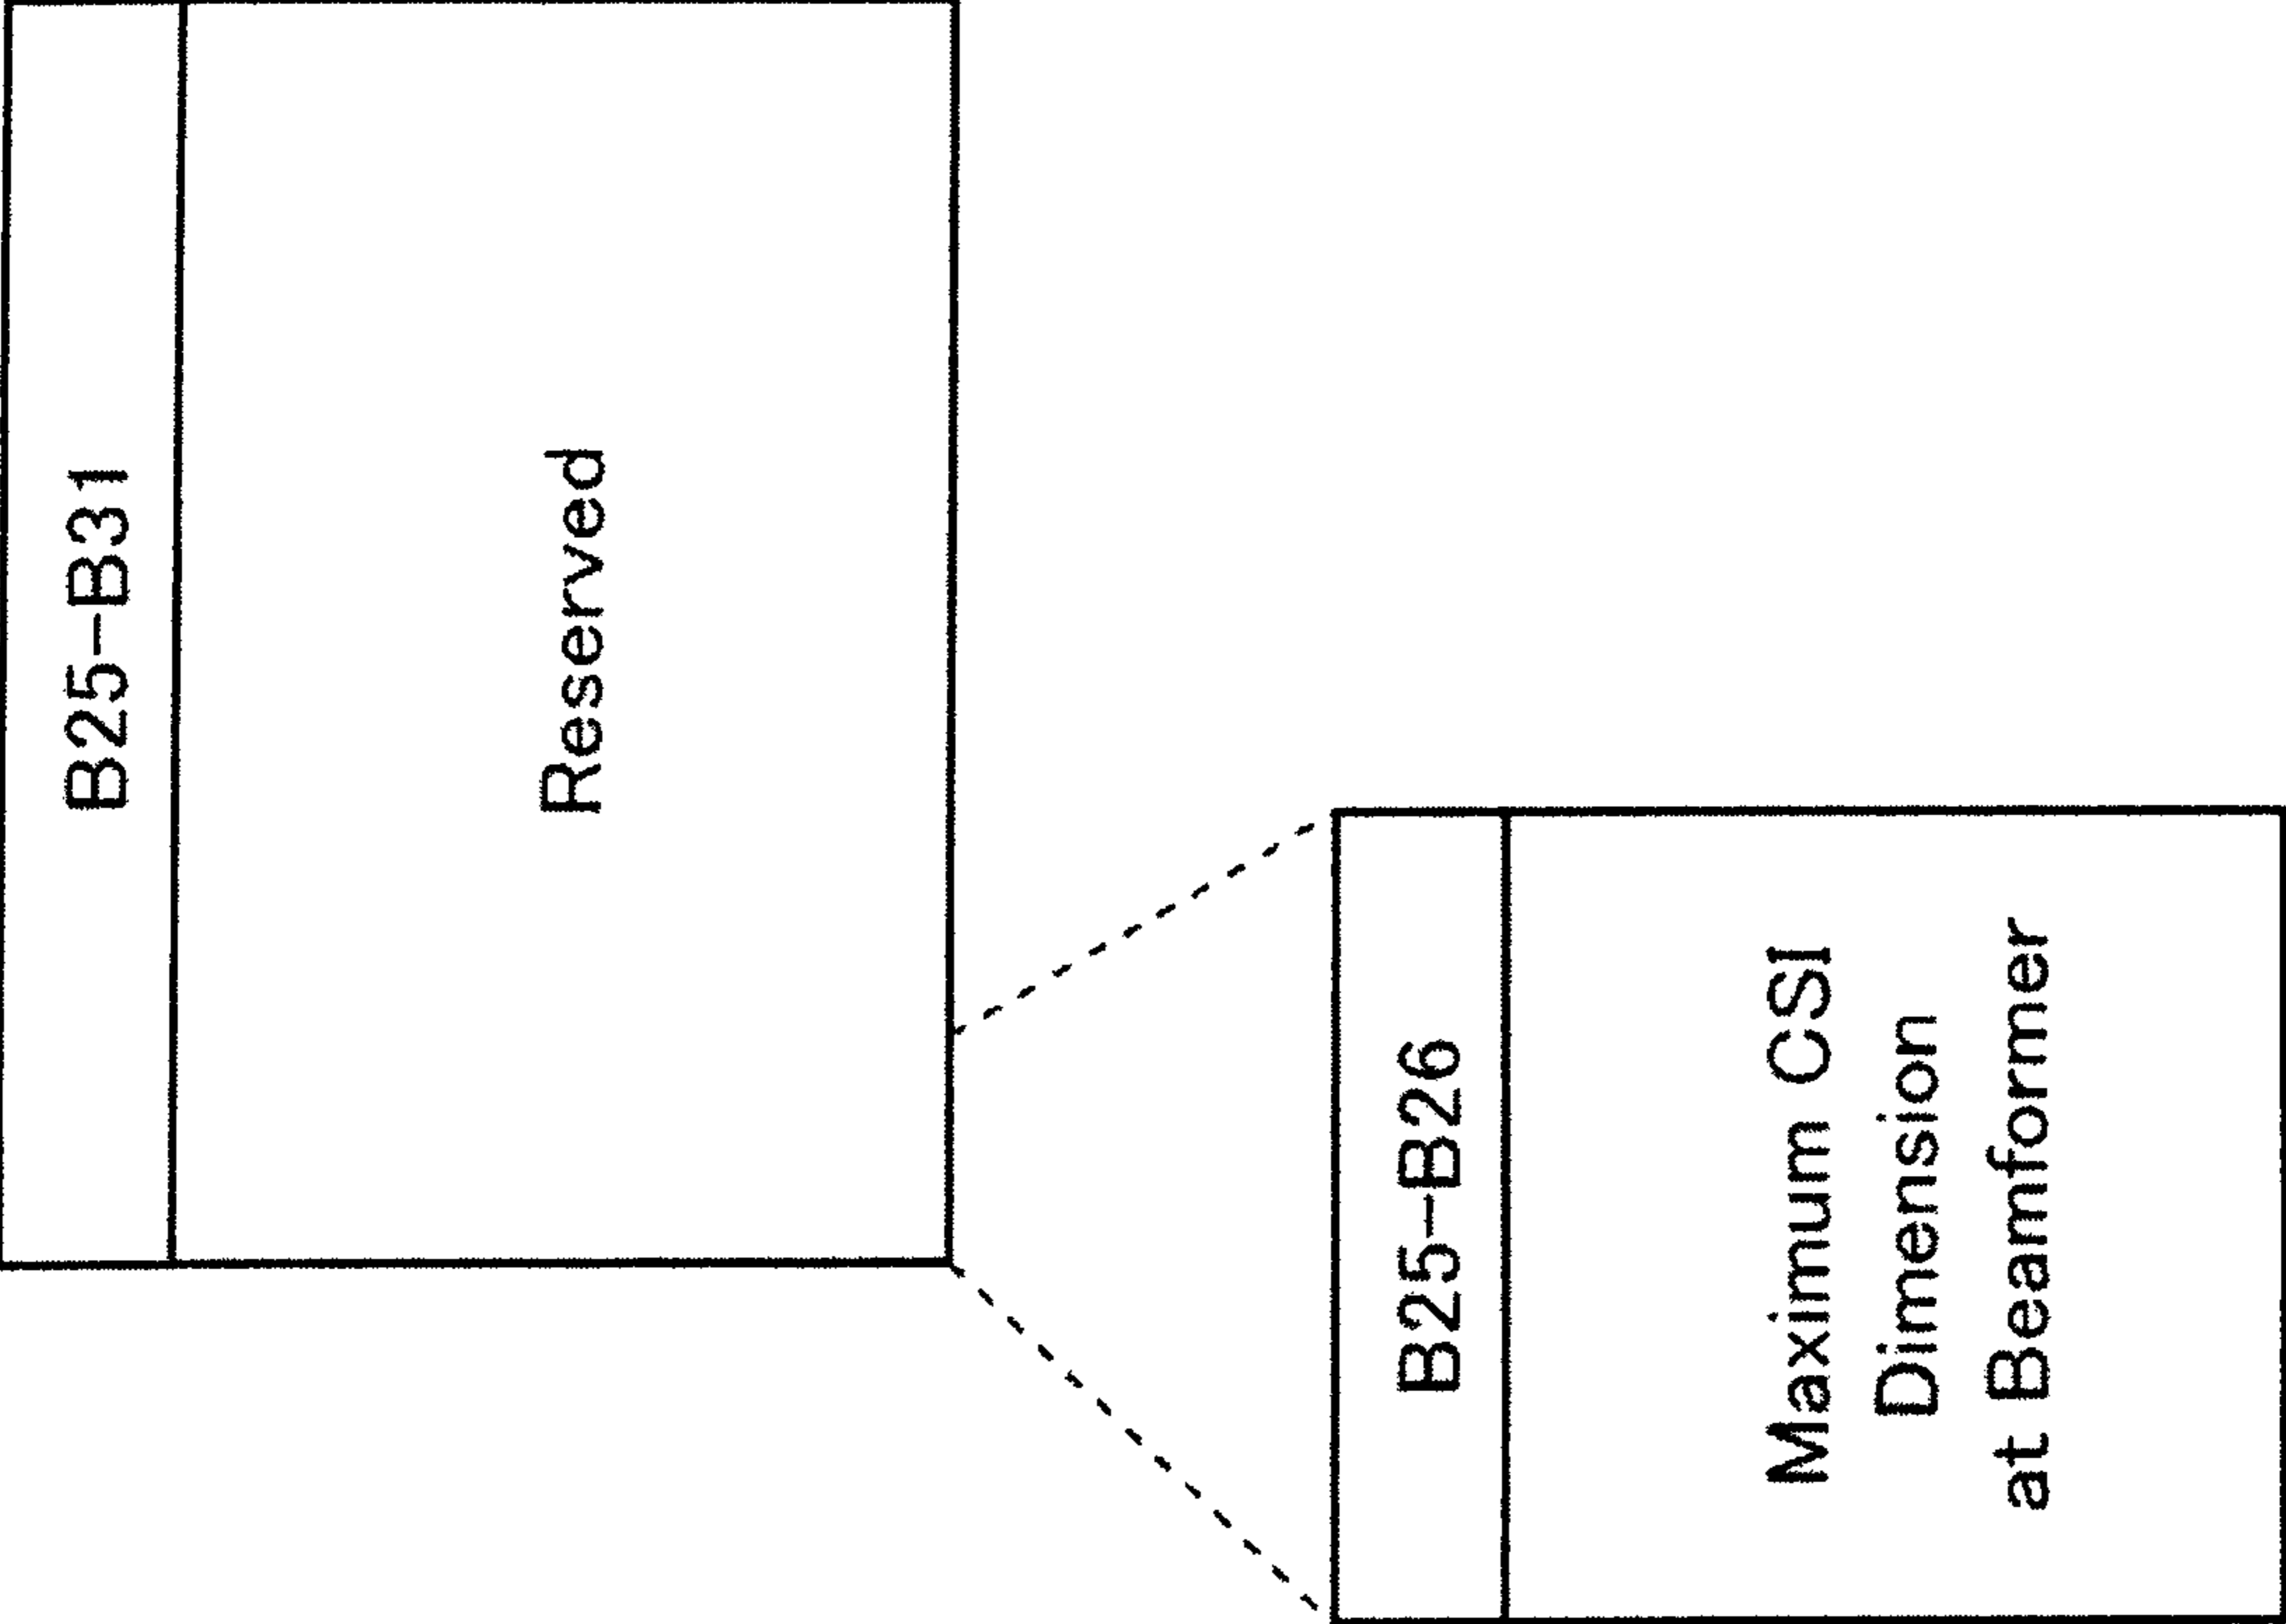 B25-B31
Reserved
B25-B26
Maximum CSI
Dimension
at Beamformer